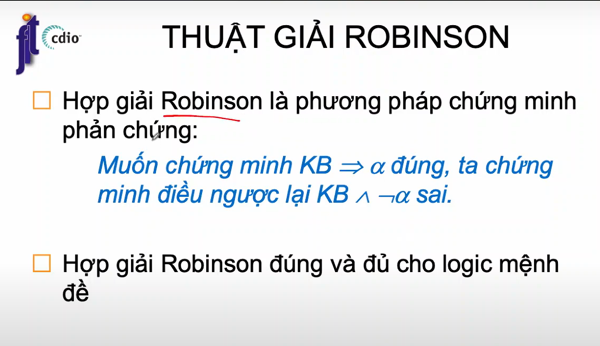 fit
cdio
THUẬT GIẢI ROBINSON
Hợp giải Robinson là phương pháp chứng minh
phản chứng:
Muốn chứng minh KB ⇒ α đúng, ta chứng
minh điều ngược lại KB ∧ ¬α sai.
Hợp giải Robinson đúng và đủ cho logic mệnh
đề